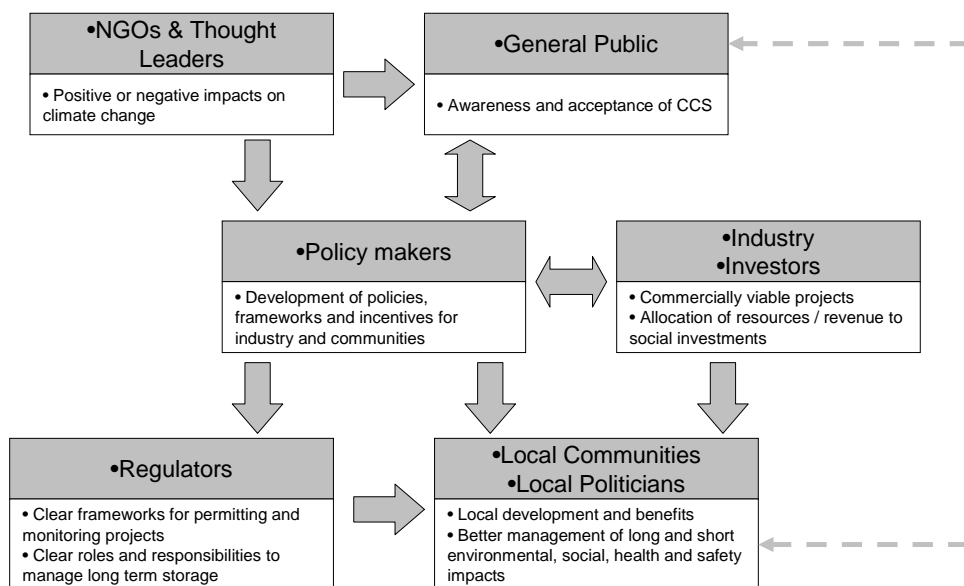 •NGOs & Thought
Leaders
• Positive or negative impacts on
climate change
•General Public
• Awareness and acceptance of CCS
•Policy makers
• Development of policies,
frameworks and incentives for
industry and communities
•Industry
•Investors
• Commercially viable projects
• Allocation of resources / revenue to
social investments
•Regulators
• Clear frameworks for permitting and
monitoring projects
• Clear roles and responsibilities to
manage long term storage
•Local Communities
•Local Politicians
• Local development and benefits
• Better management of long and short
environmental, social, health and safety
impacts